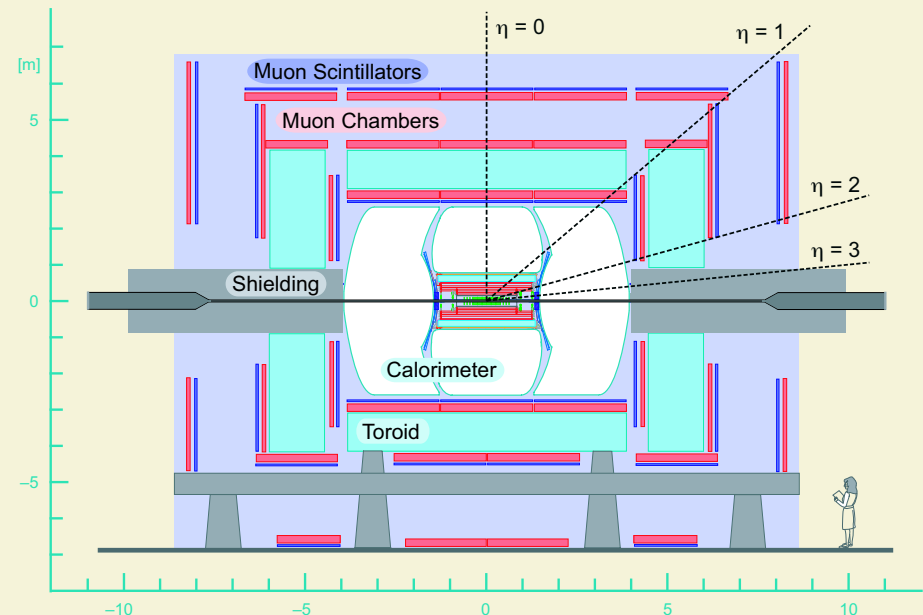 η = 0
η = 1
[m]
Muon Scintillators
5
Muon Chambers
η = 2
η = 3
Shielding
0
Calorimeter
Toroid
–5
–10
–5
0
5
10